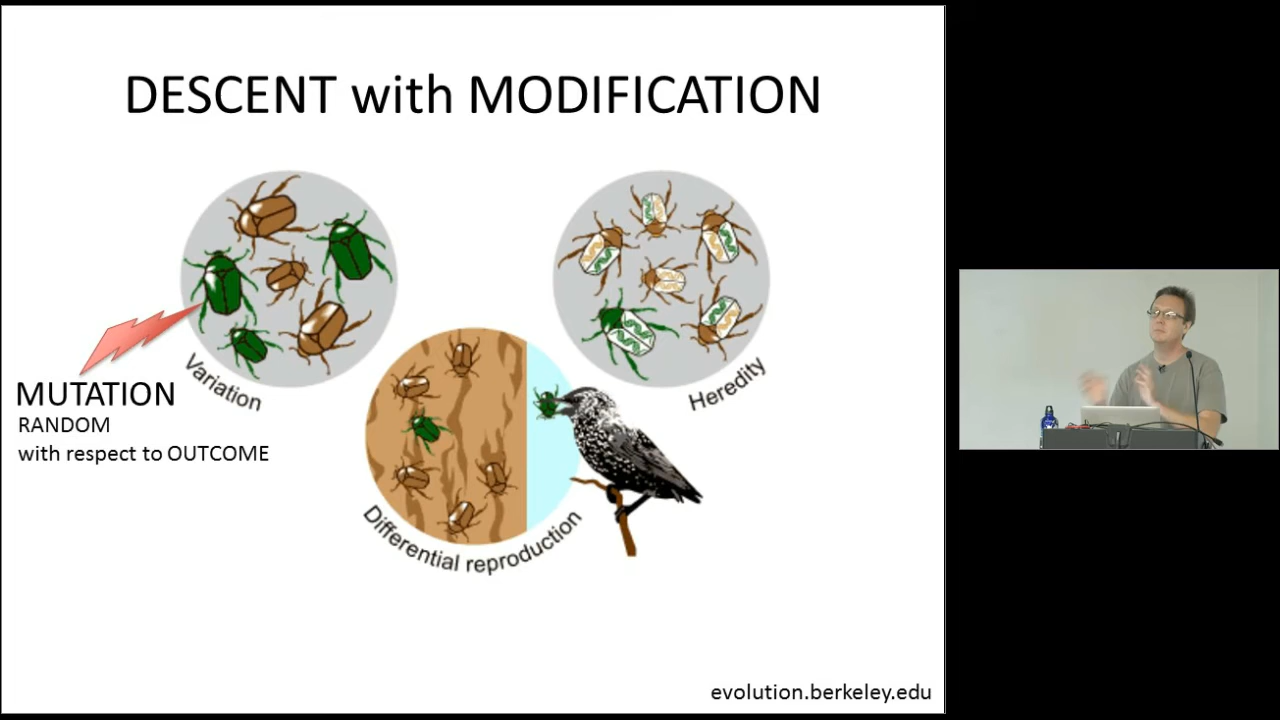 DESCENT with MODIFICATION
Variation
Heredity
MUTATION
RANDOM
with respect to OUTCOME
Differential reproduction
evolution.berkeley.edu